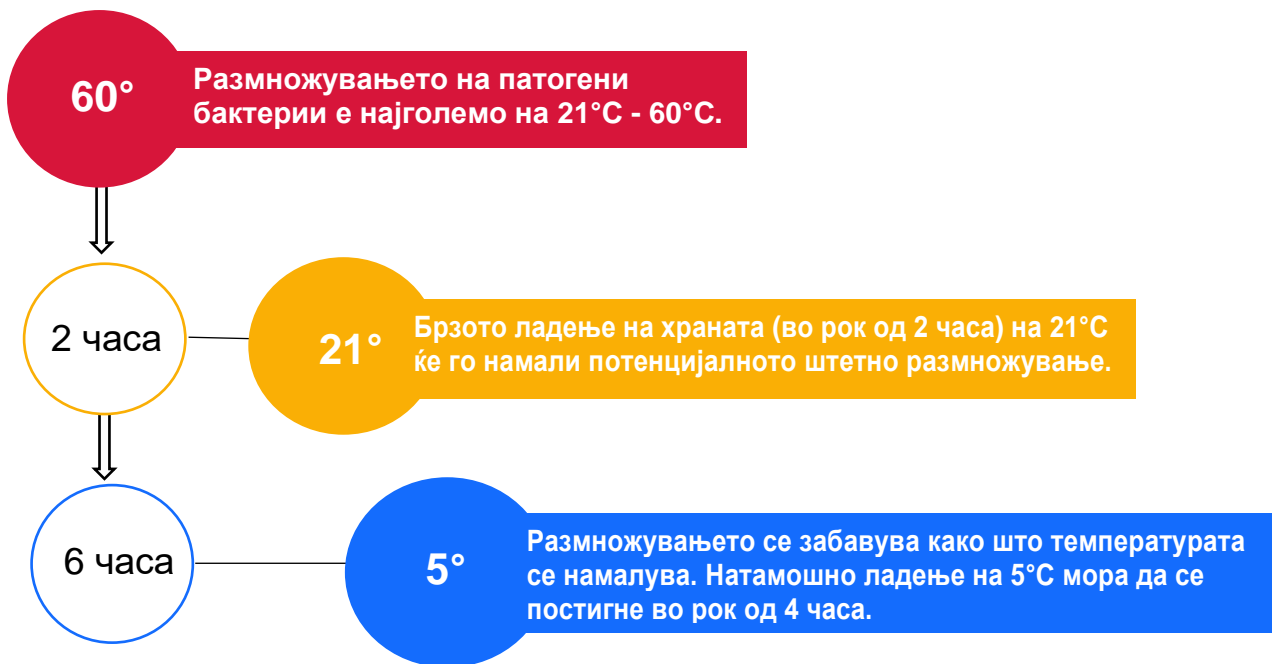 60°
Размножувањето на патогени
бактерии е најголемо на 21°C - 60°C.
2 часа
21°
Брзото ладење на храната (во рок од 2 часа) на 21°C
ќе го намали потенцијалното штетно размножување.
6 часа
5°
Размножувањето се забавува како што температурата
се намалува. Натамошно ладење на 5°C мора да се
постигне во рок од 4 часа.